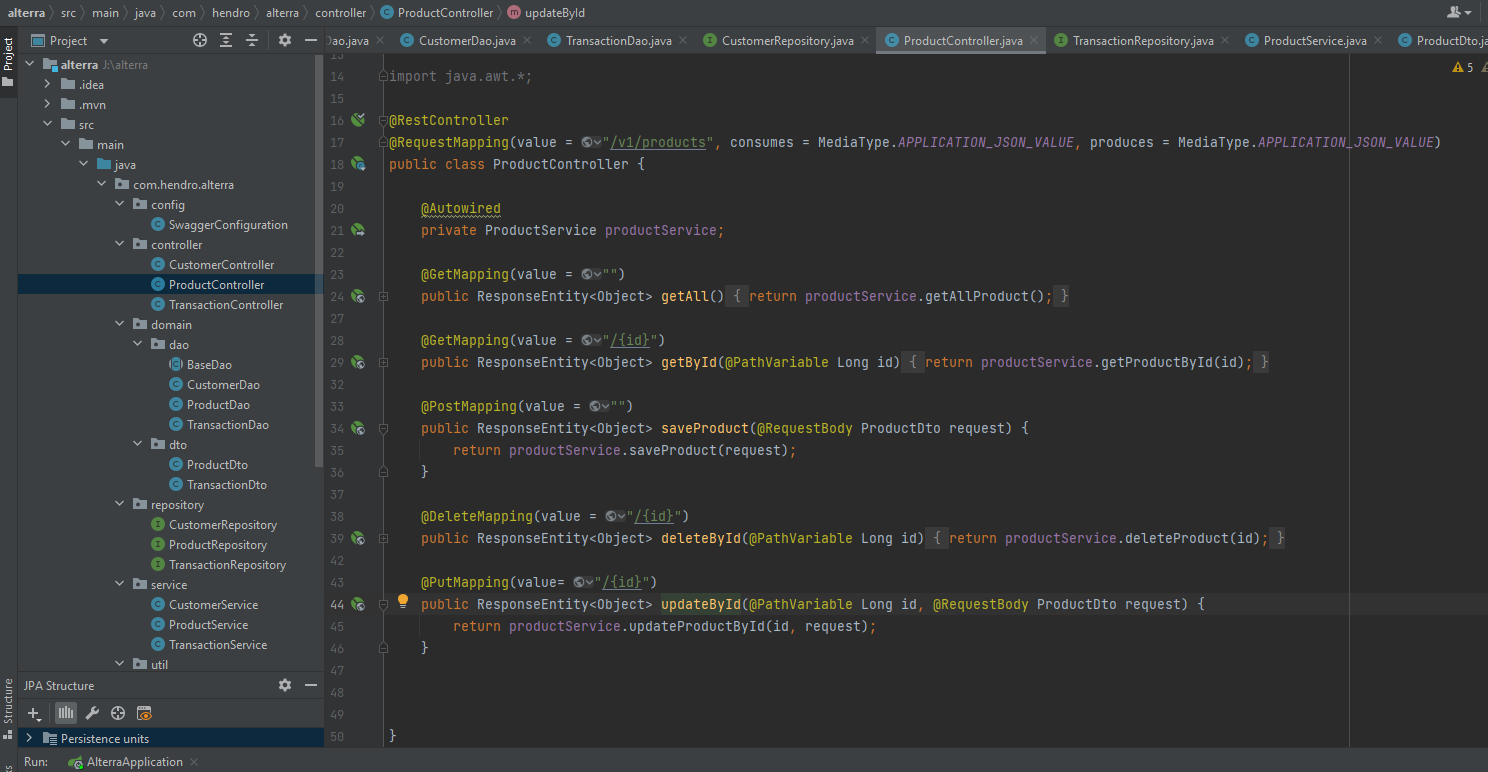 alterra src main java com hendro alterra controller ProductController updateById
Project
Project
Dao.java CustomerDao.java TransactionDao.java CustomerRepository.java ProductController.java TransactionRepository.java ProductService.java ProductDto.ja
alterra J:\alterra
.idea
.mvn
src
main
java
com.hendro.alterra
config
SwaggerConfiguration
controller
CustomerController
ProductController
TransactionController
domain
dao
BaseDao
CustomerDao
ProductDao
TransactionDao
dto
ProductDto
TransactionDto
repository
CustomerRepository
ProductRepository
TransactionRepository
service
CustomerService
ProductService
TransactionService
util
JPA Structure
Persistence units
Structure
Run: AlterraApplication
13
14 import java.awt.*;
15
16 @RestController
17 @RequestMapping(value = "/v1/products", consumes = MediaType.APPLICATION_JSON_VALUE, produces = MediaType.APPLICATION_JSON_VALUE)
18 public class ProductController {
19
20 @Autowired
21 private ProductService productService;
22
23 @GetMapping(value = "")
24 public ResponseEntity<Object> getAll() { return productService.getAllProduct(); }
27
28 @GetMapping(value = "/{id}")
29 public ResponseEntity<Object> getById(@PathVariable Long id) { return productService.getProductById(id); }
32
33 @PostMapping(value = "")
34 public ResponseEntity<Object> saveProduct(@RequestBody ProductDto request) {
35 return productService.saveProduct(request);
36 }
37
38 @DeleteMapping(value = "/{id}")
39 public ResponseEntity<Object> deleteById(@PathVariable Long id) { return productService.deleteProduct(id); }
42
43 @PutMapping(value= "/{id}")
44 public ResponseEntity<Object> updateById(@PathVariable Long id, @RequestBody ProductDto request) {
45 return productService.updateProductById(id, request);
46 }
47
48
49
50 }
5